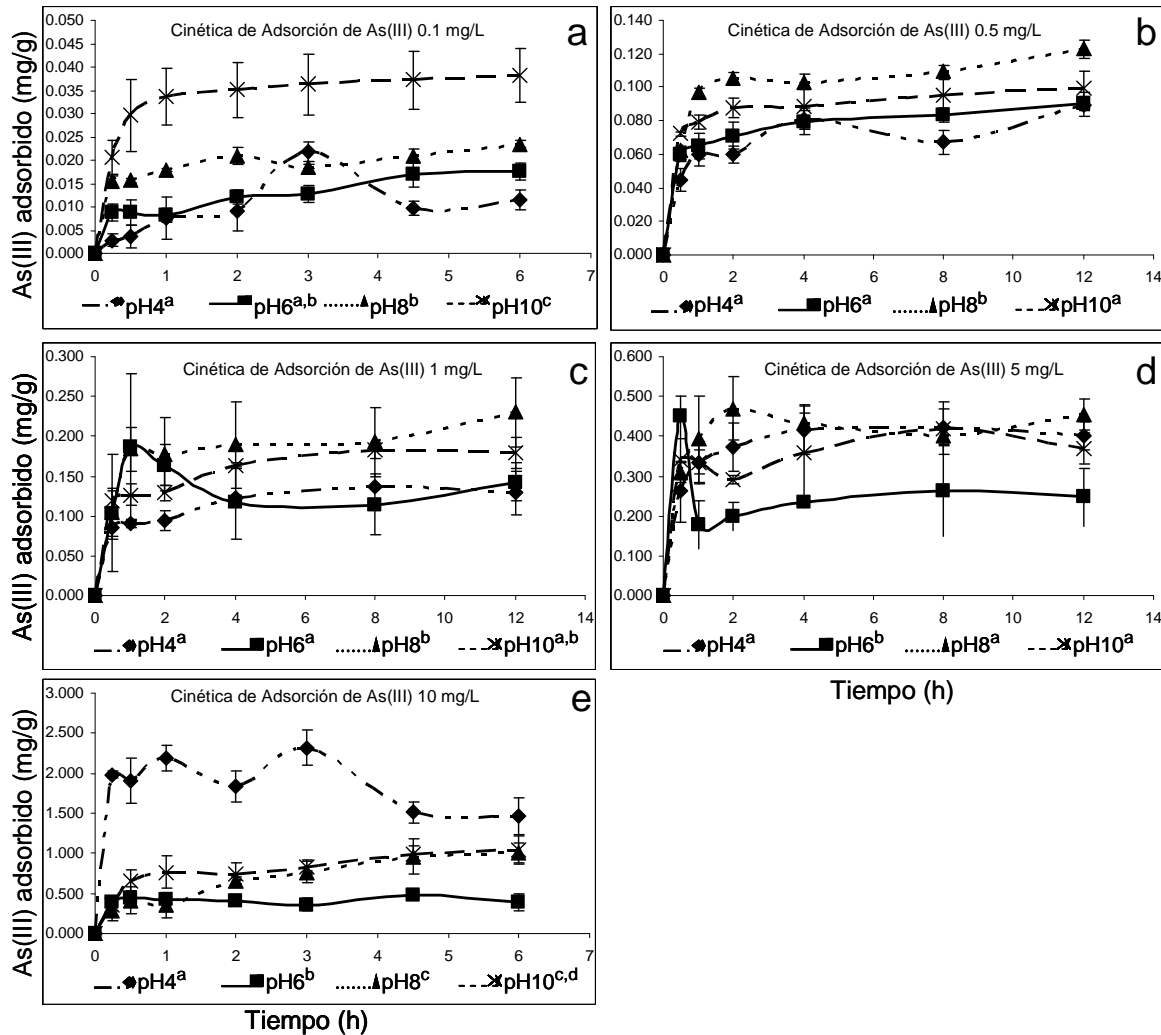 Cinética de Adsorción de As(III) 0.1 mg/L
a
0.050
0.045
0.040
0.035
0.030
0.025
0.020
0.015
0.010
0.005
0.000
0 1 2 3 4 5 6 7
pH4a pH6a,b pH8b pH10c
As(III) adsorbido (mg/g)
Cinética de Adsorción de As(III) 0.5 mg/L
b
0.140
0.120
0.100
0.080
0.060
0.040
0.020
0.000
0 2 4 6 8 10 12 14
pH4a pH6a pH8b pH10a
Cinética de Adsorción de As(III) 1 mg/L
c
0.300
0.250
0.200
0.150
0.100
0.050
0.000
0 2 4 6 8 10 12 14
pH4a pH6a pH8b pH10a,b
As(III) adsorbido (mg/g)
Cinética de Adsorción de As(III) 5 mg/L
d
0.600
0.500
0.400
0.300
0.200
0.100
0.000
0 2 4 6 8 10 12 14
pH4a pH6b pH8a pH10a
Tiempo (h)
Cinética de Adsorción de As(III) 10 mg/L
e
3.000
2.500
2.000
1.500
1.000
0.500
0.000
0 1 2 3 4 5 6 7
pH4a pH6b pH8c pH10c,d
As(III) adsorbido (mg/g)
Tiempo (h)